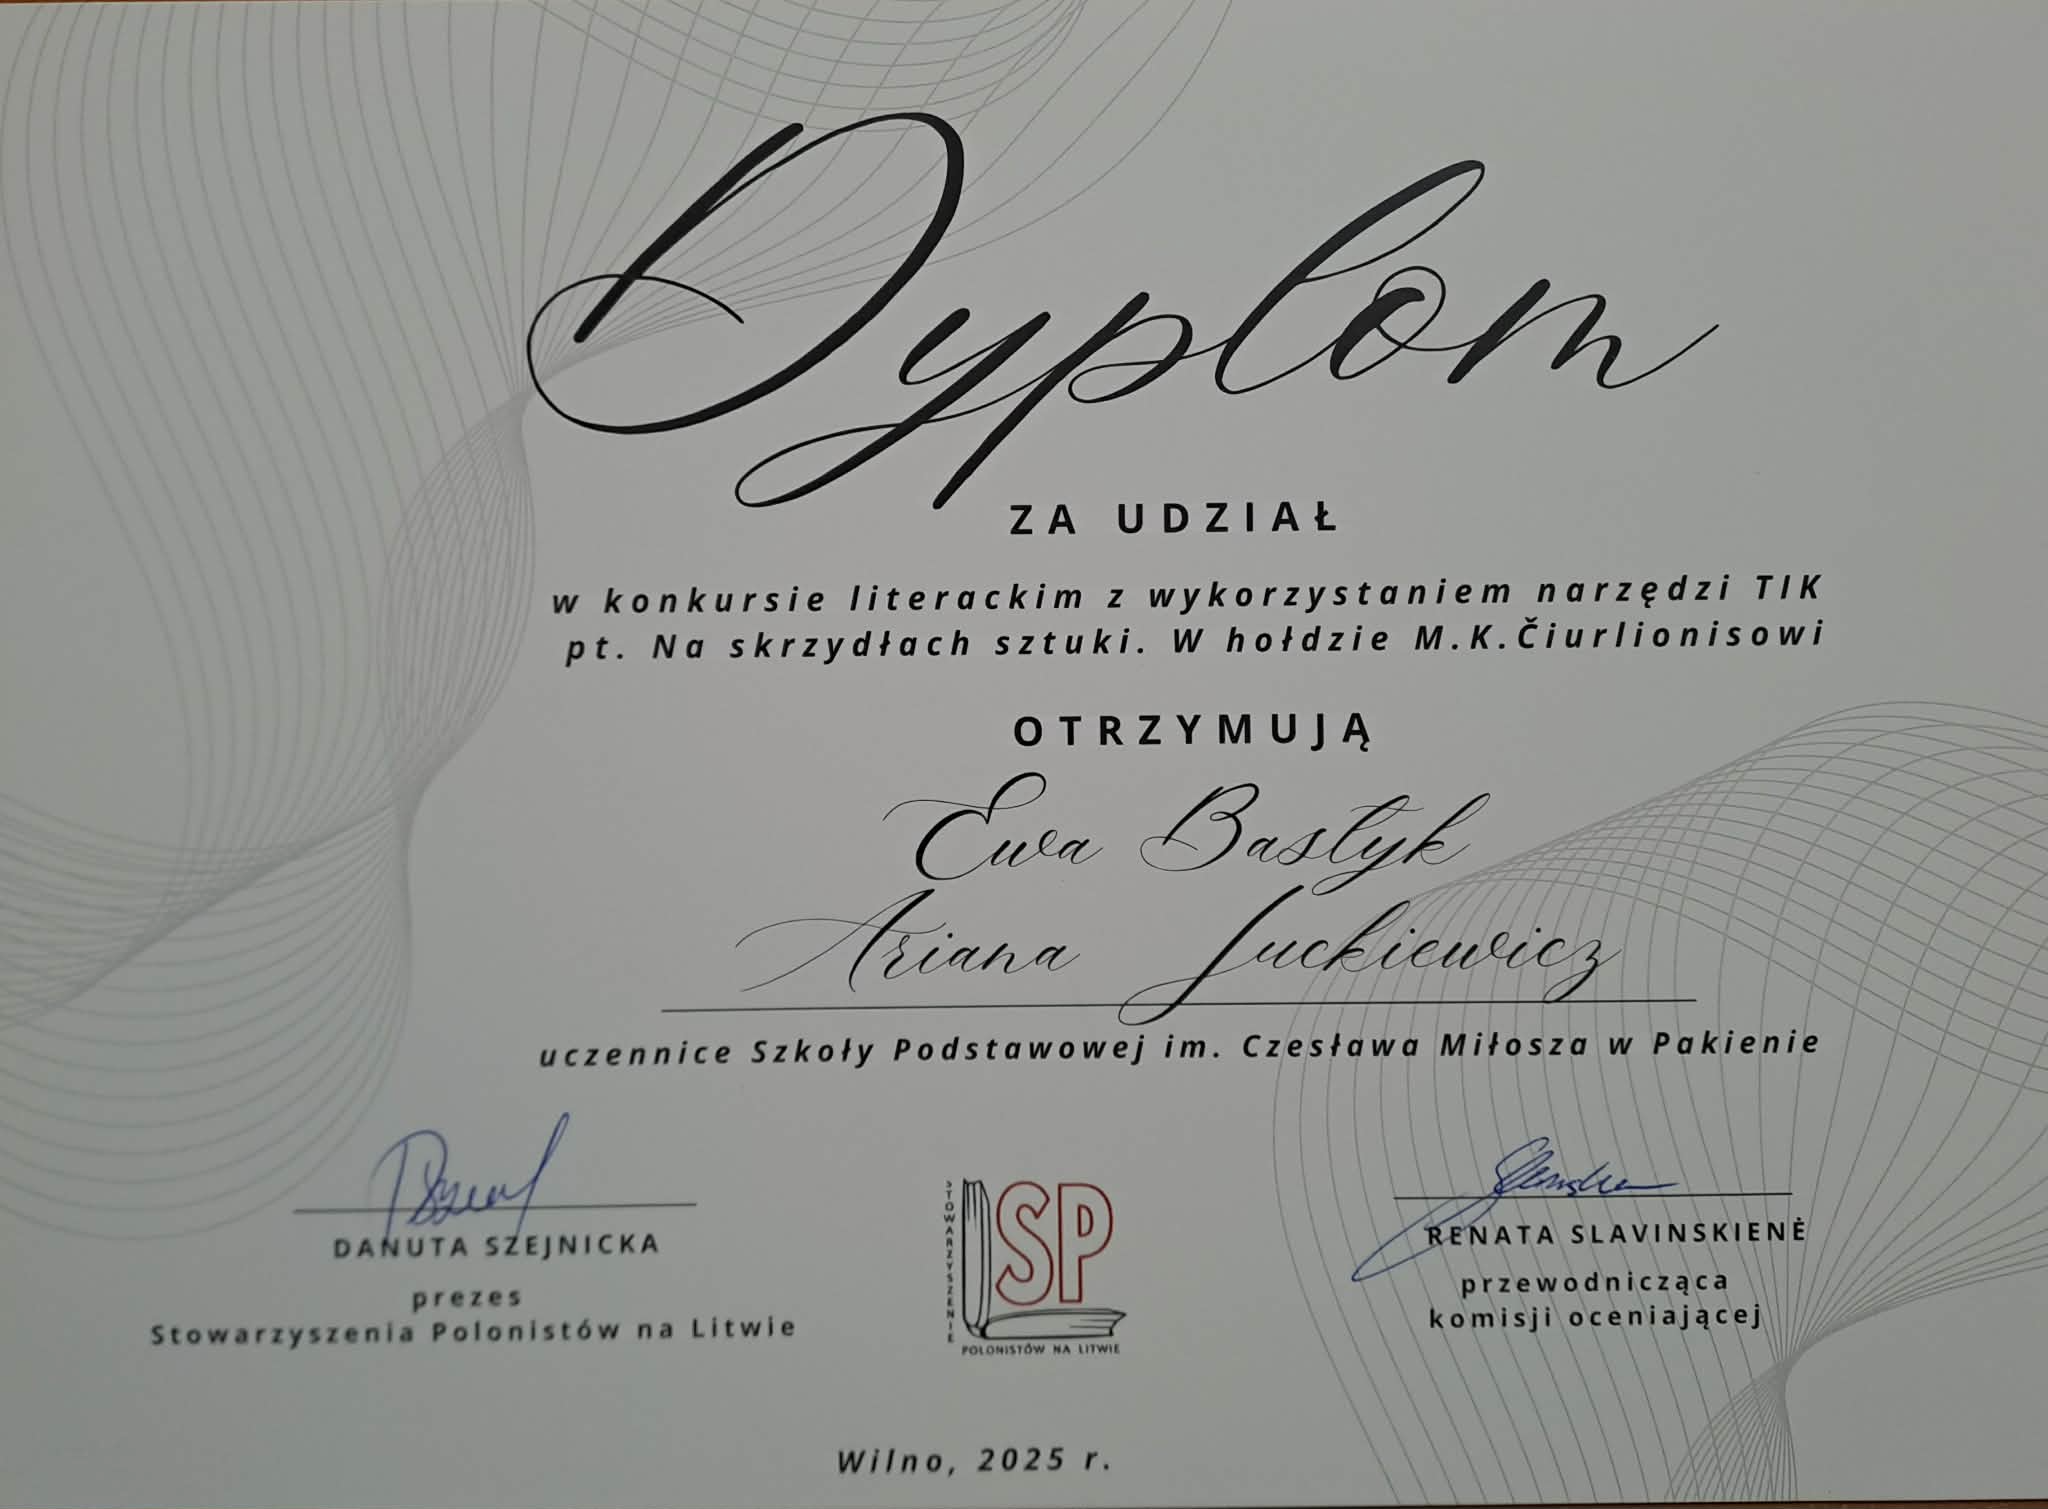 Dyplom
ZA UDZIAŁ
w konkursie literackim z wykorzystaniem narzędzi TIK
pt. Na skrzydłach sztuki. W hołdzie M.K.Čiurlionisowi
OTRZYMUJĄ
Ewa Bastyk
Ariana Juckiewicz
uczennice Szkoły Podstawowej im. Czesława Miłosza w Pakienie
DANUTA SZEJNICKA
prezes
Stowarzyszenia Polonistów na Litwie
STOWARZYSZENIE
SP
POLONISTÓW NA LITWIE
RENATA SLAVINSKIENĖ
przewodnicząca
komisji oceniającej
Wilno, 2025 r.